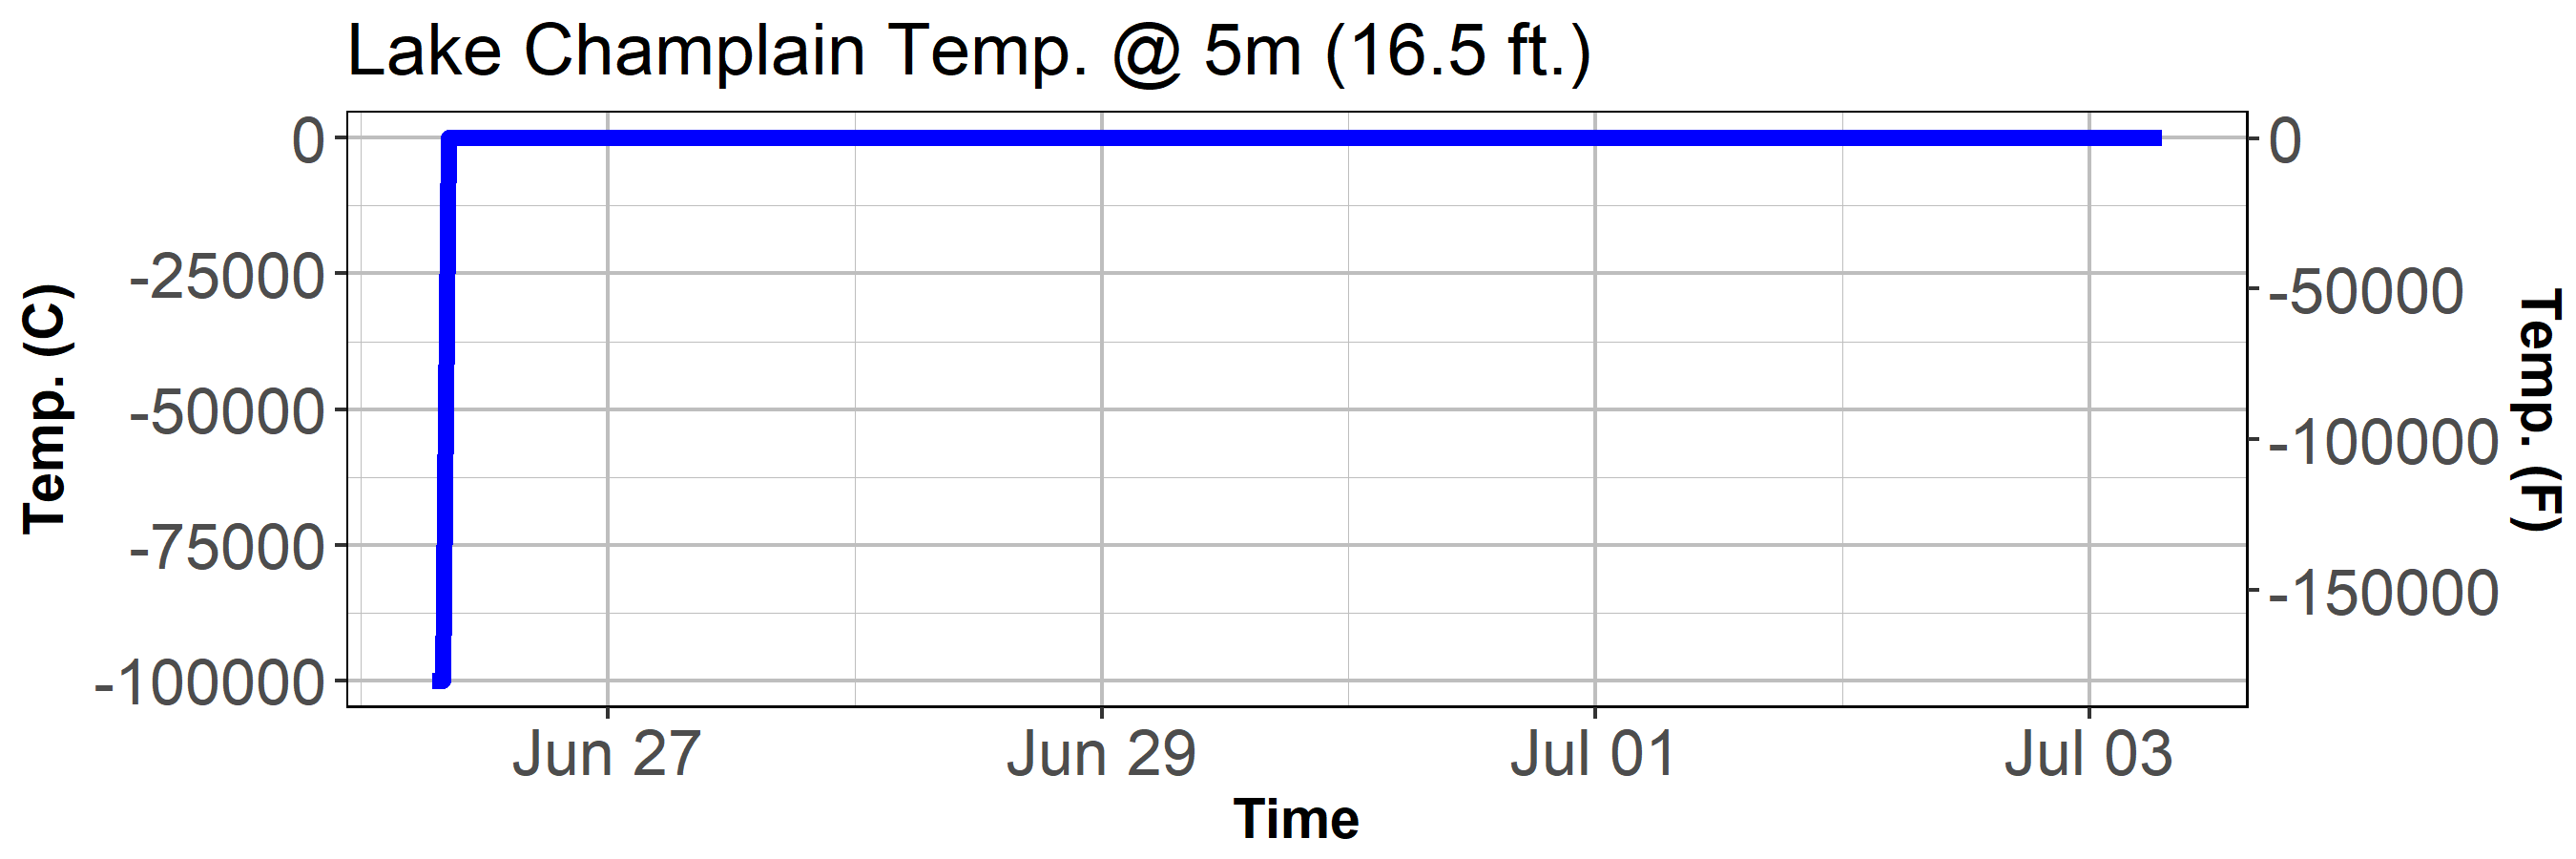 Lake Champlain Temp. @ 5m (16.5 ft.)
0
-25000
-50000
-75000
-100000
Temp. (C)
0
-50000
-100000
-150000
Temp. (F)
Jun 27 Jun 29 Jul 01 Jul 03
Time